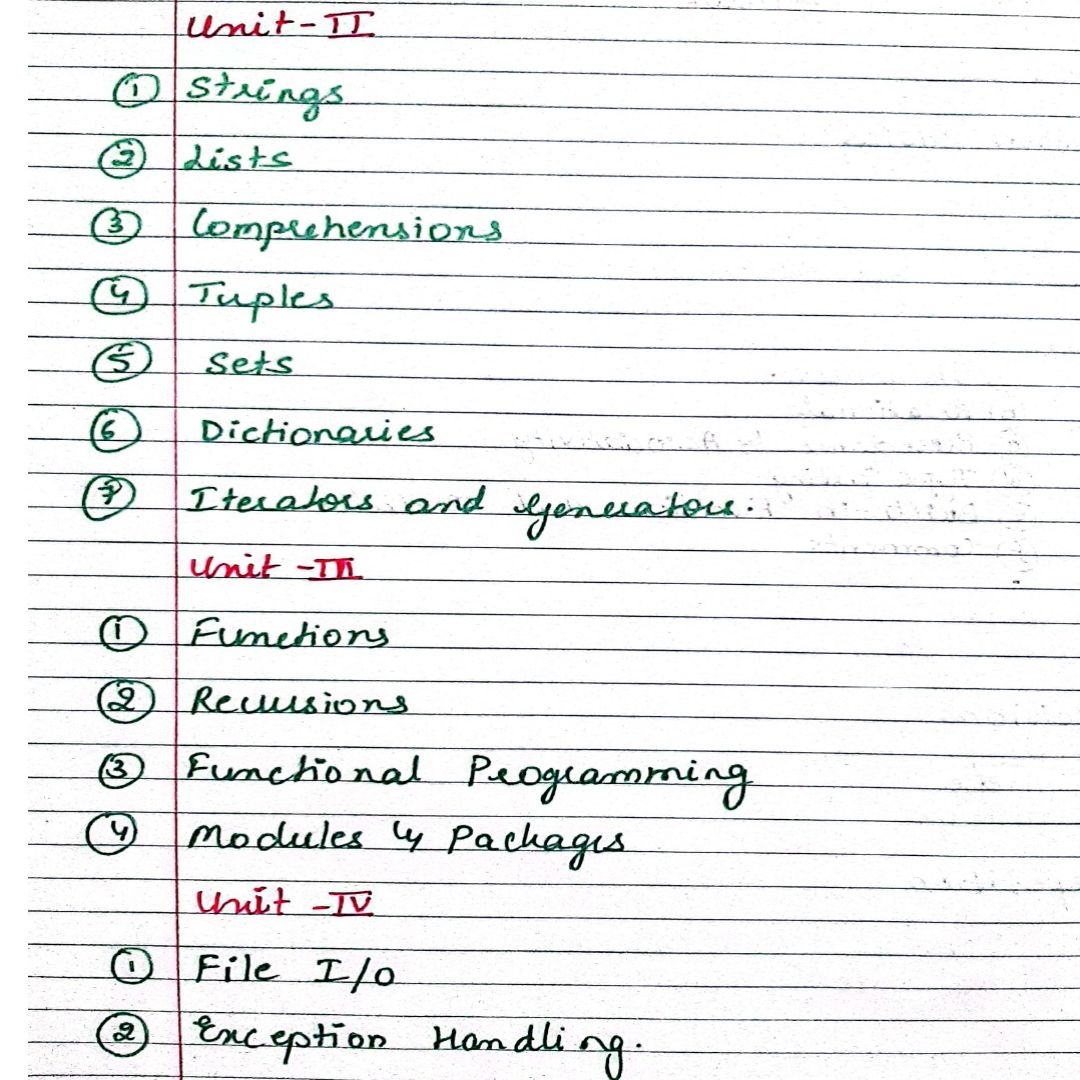 Unit-II
① Strings
② Lists
③ Comprehensions
④ Tuples
⑤ Sets
⑥ Dictionaries
⑦ Iterators and Generators.
Unit -III
① Functions
② Recursions
③ Functional Programming
④ Modules & Packages
Unit -IV
① File I/O
② Exception Handling.